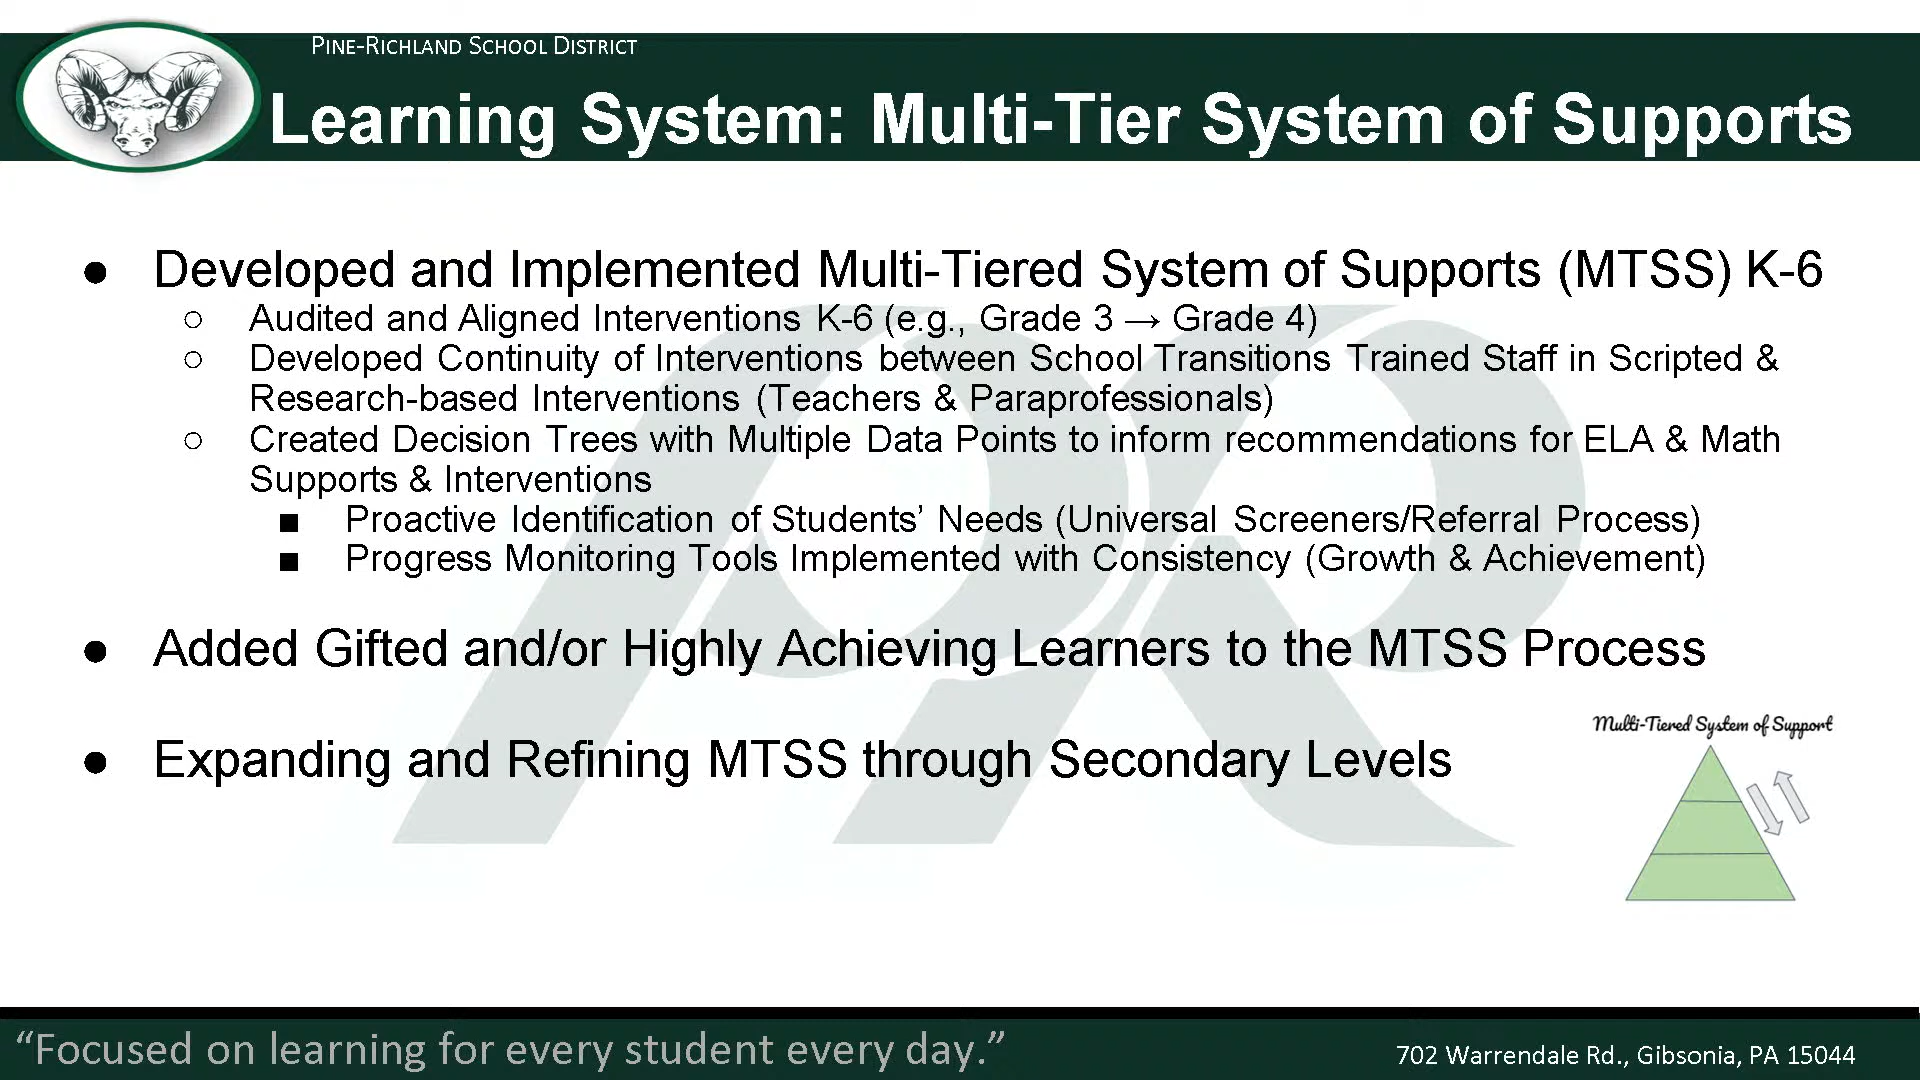 PINE-RICHLAND SCHOOL DISTRICT
Learning System: Multi-Tier System of Supports
● Developed and Implemented Multi-Tiered System of Supports (MTSS) K-6
○ Audited and Aligned Interventions K-6 (e.g., Grade 3 → Grade 4)
○ Developed Continuity of Interventions between School Transitions Trained Staff in Scripted &
Research-based Interventions (Teachers & Paraprofessionals)
○ Created Decision Trees with Multiple Data Points to inform recommendations for ELA & Math
Supports & Interventions
■ Proactive Identification of Students’ Needs (Universal Screeners/Referral Process)
■ Progress Monitoring Tools Implemented with Consistency (Growth & Achievement)
● Added Gifted and/or Highly Achieving Learners to the MTSS Process
● Expanding and Refining MTSS through Secondary Levels
Multi-Tiered System of Support
“Focused on learning for every student every day.”
702 Warrendale Rd., Gibsonia, PA 15044